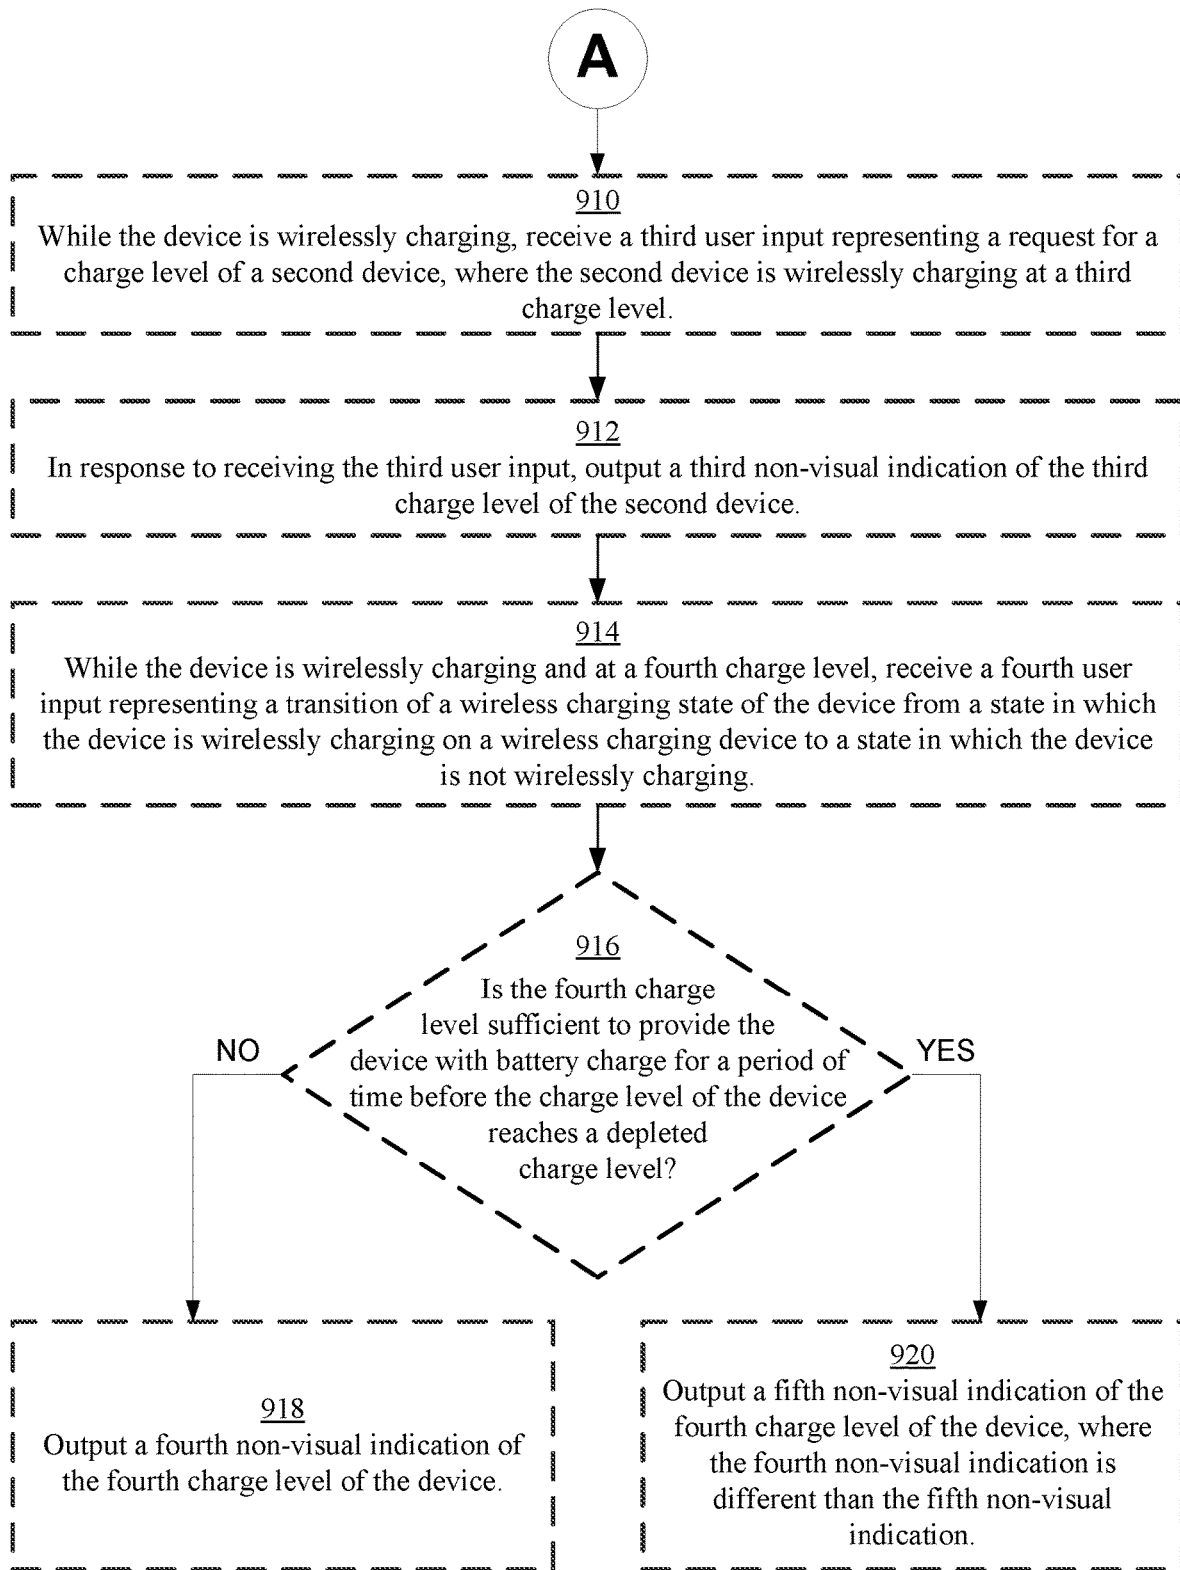 A
910
While the device is wirelessly charging, receive a third user input representing a request for a
charge level of a second device, where the second device is wirelessly charging at a third
charge level.
912
In response to receiving the third user input, output a third non-visual indication of the third
charge level of the second device.
914
While the device is wirelessly charging and at a fourth charge level, receive a fourth user
input representing a transition of a wireless charging state of the device from a state in which
the device is wirelessly charging on a wireless charging device to a state in which the device
is not wirelessly charging.
916
Is the fourth charge
level sufficient to provide the
device with battery charge for a period of
time before the charge level of the device
reaches a depleted
charge level?
NO
YES
918
Output a fourth non-visual indication of
the fourth charge level of the device.
920
Output a fifth non-visual indication of the
fourth charge level of the device, where
the fourth non-visual indication is
different than the fifth non-visual
indication.